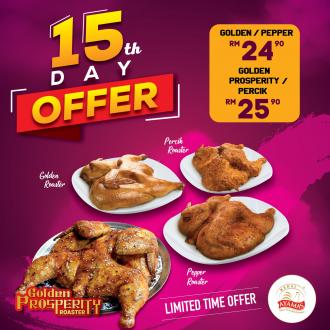 15th
DAY
OFFER
GOLDEN / PEPPER
RM 24 90
GOLDEN
PROSPERITY /
PERCIK
RM 25 90
Percik
Roaster
Golden
Roaster
Pepper
Roaster
Golden
PROSPERITY
ROASTER
LIMITED TIME OFFER
AYAMAS